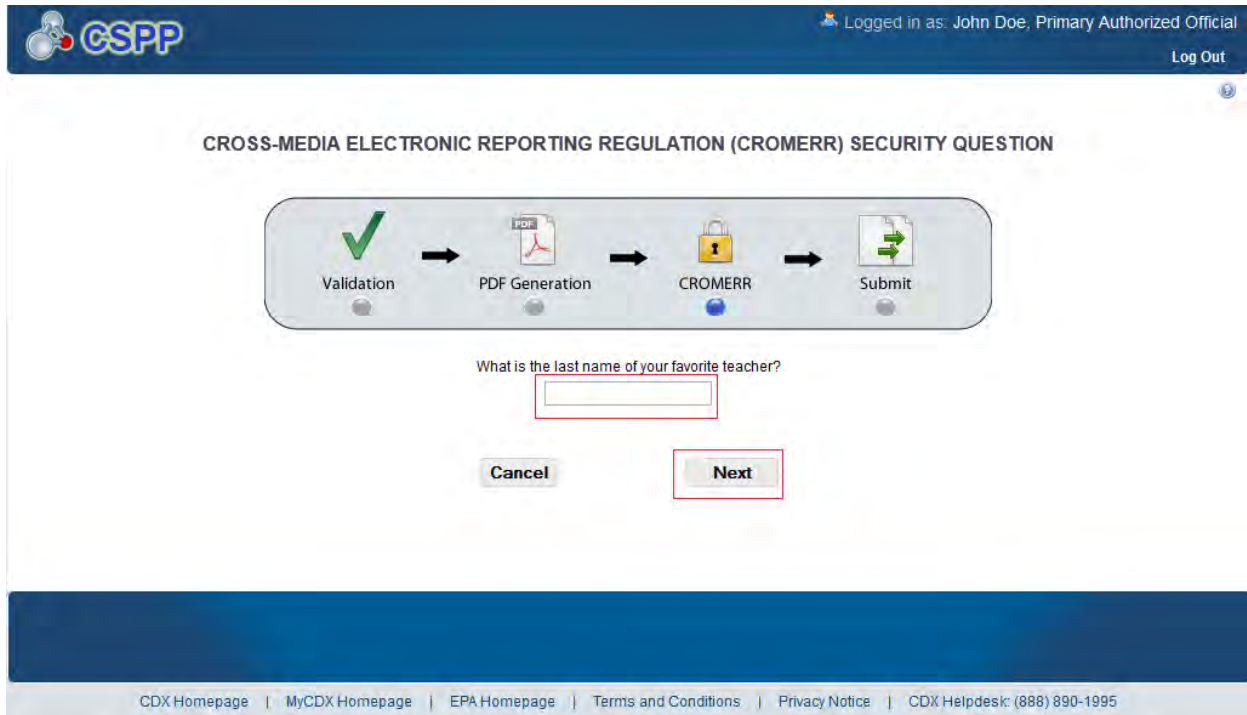 CSPP
Logged in as: John Doe, Primary Authorized Official
Log Out
CROSS-MEDIA ELECTRONIC REPORTING REGULATION (CROMERR) SECURITY QUESTION
PDF
Validation PDF Generation CROMERR Submit
What is the last name of your favorite teacher?
Cancel Next
CDX Homepage | MyCDX Homepage | EPA Homepage | Terms and Conditions | Privacy Notice | CDX Helpdesk: (888) 890-1995